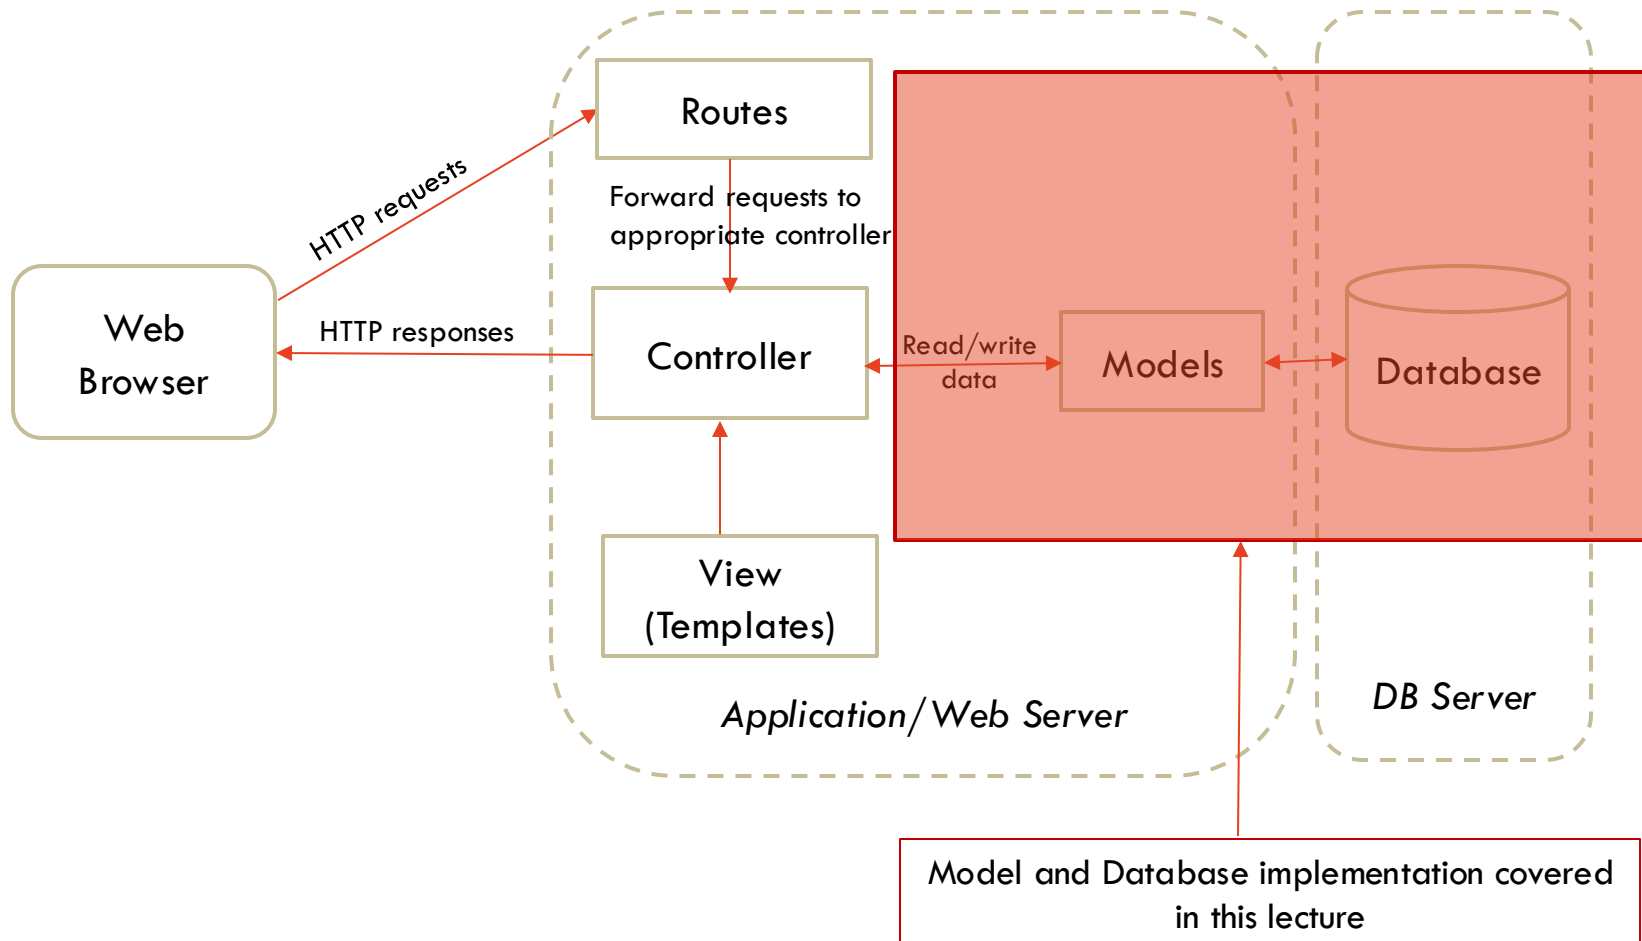 Routes
HTTP requests
Forward requests to
appropriate controller
Web
Browser
HTTP responses
Controller
Read/write
data
Models
Database
View
(Templates)
Application/Web Server
DB Server
Model and Database implementation covered
in this lecture